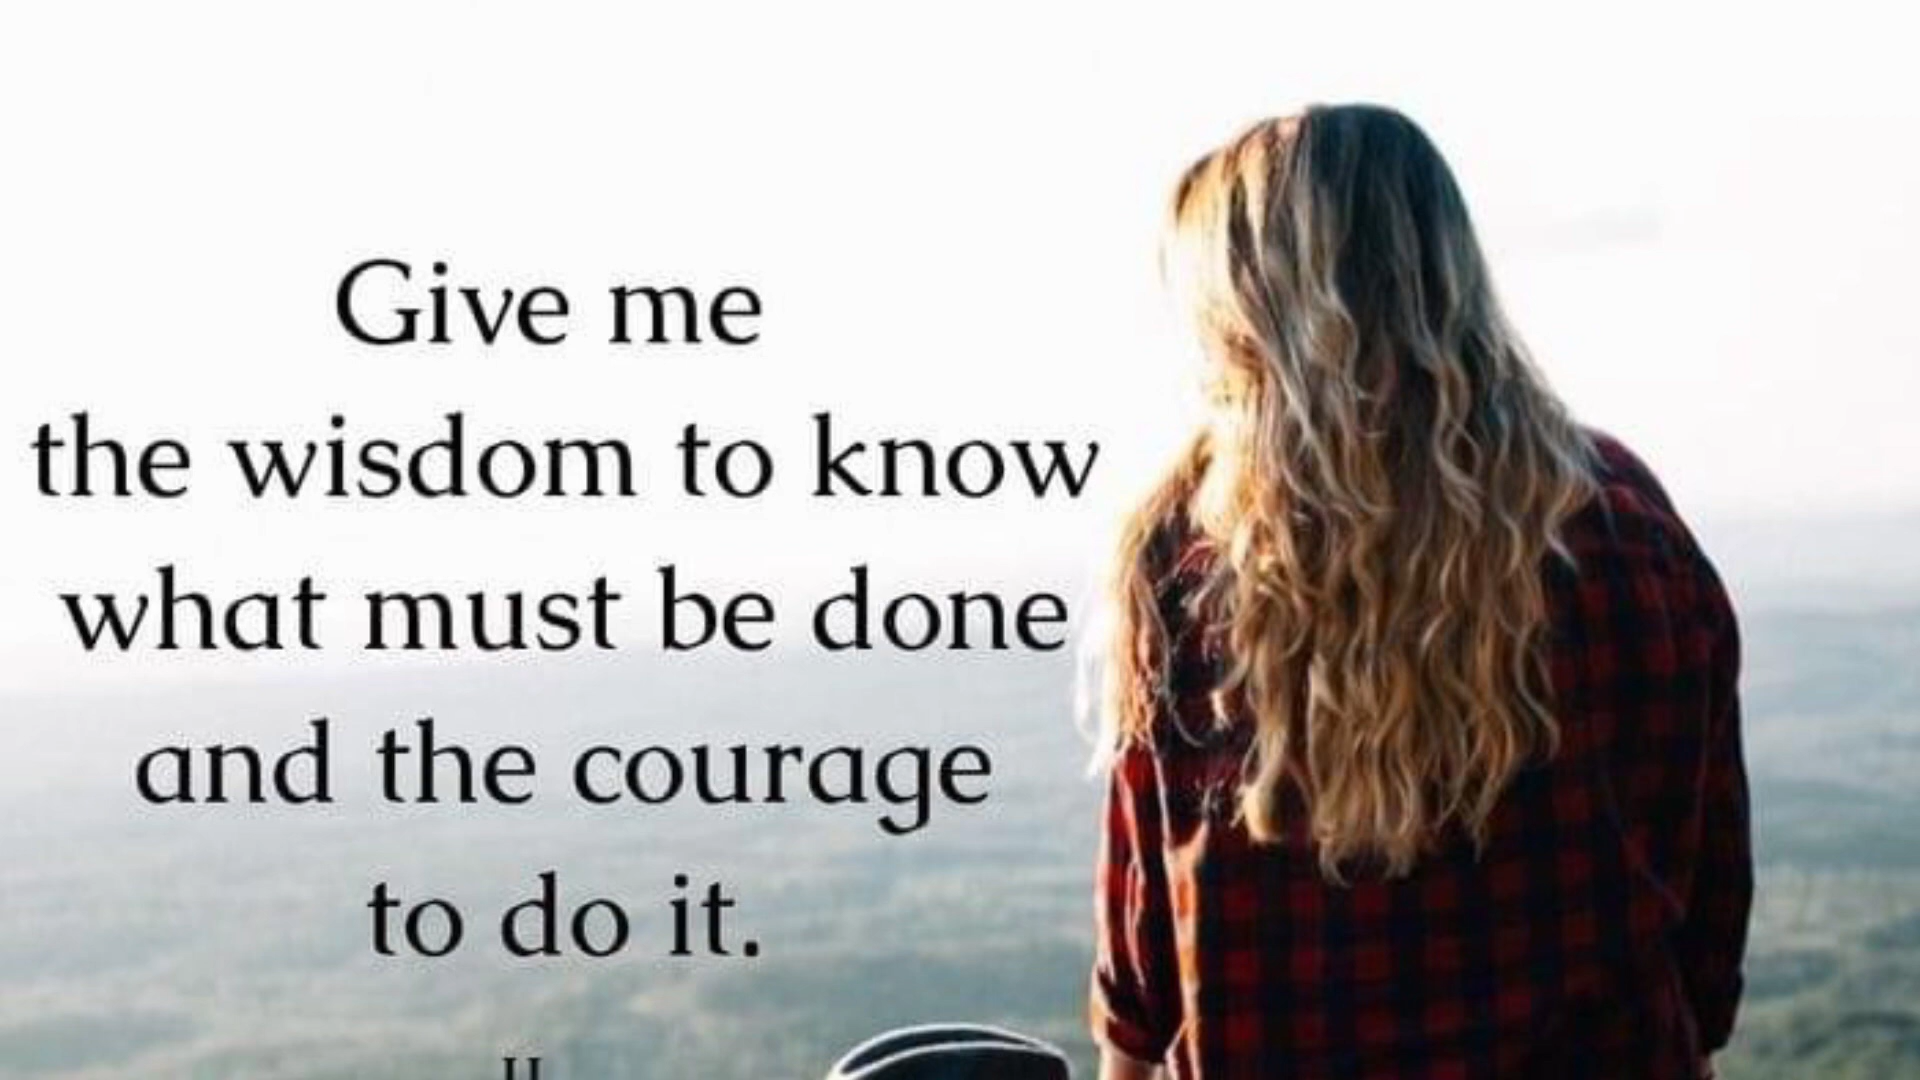 Give me
the wisdom to know
what must be done
and the courage
to do it.